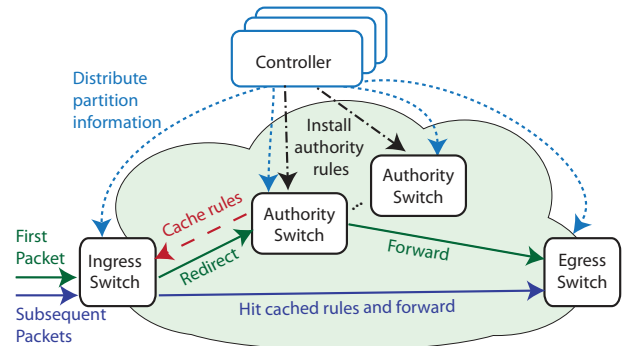 Controller
Distribute
partition
information
Install
authority
rules
Authority
Switch
Cache rules
Authority
Switch
First
Packet
Redirect
Forward
Ingress
Switch
Egress
Switch
Hit cached rules and forward
Subsequent
Packets